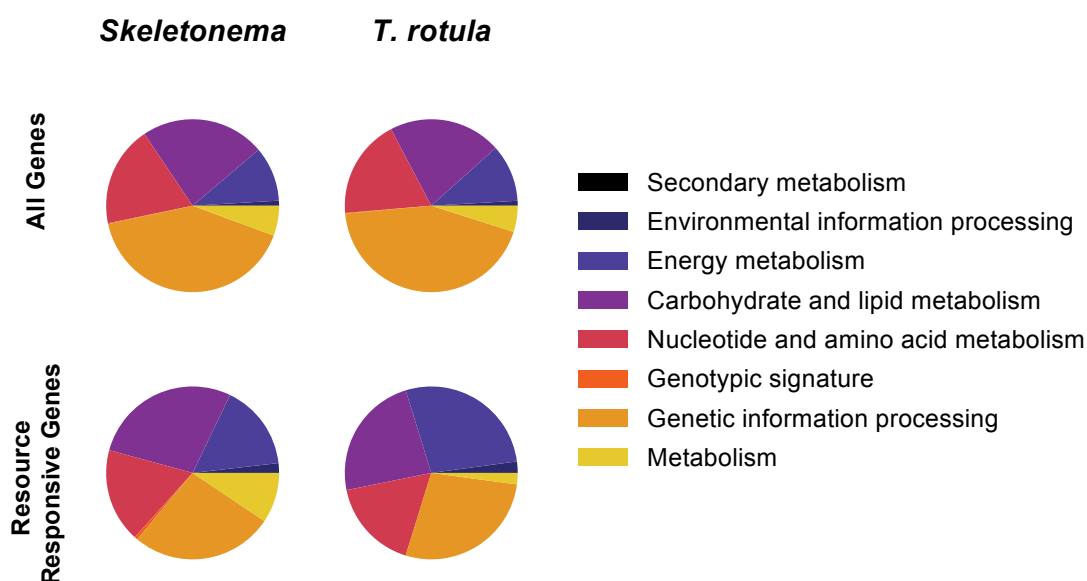 Skeletonema
T. rotula
All Genes
Resource
Responsive Genes
Secondary metabolism
Environmental information processing
Energy metabolism
Carbohydrate and lipid metabolism
Nucleotide and amino acid metabolism
Genotypic signature
Genetic information processing
Metabolism